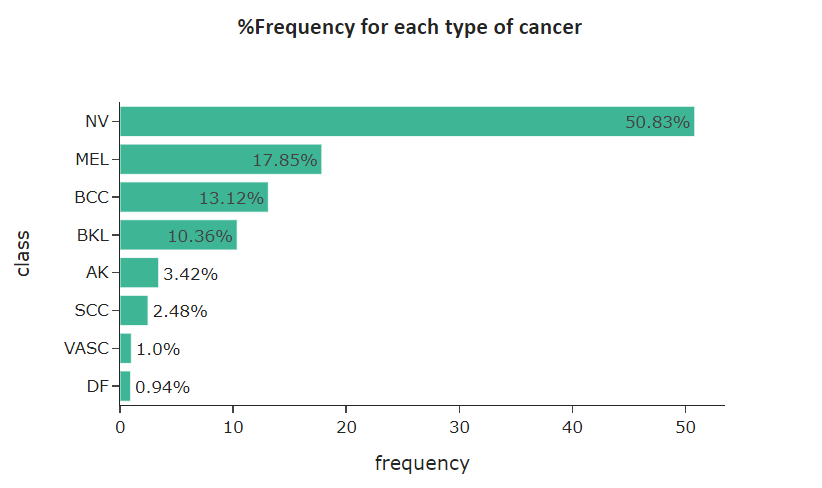 %Frequency for each type of cancer
NV 50.83%
MEL 17.85%
BCC 13.12%
BKL 10.36%
AK 3.42%
SCC 2.48%
VASC 1.0%
DF 0.94%
class
0 10 20 30 40 50
frequency